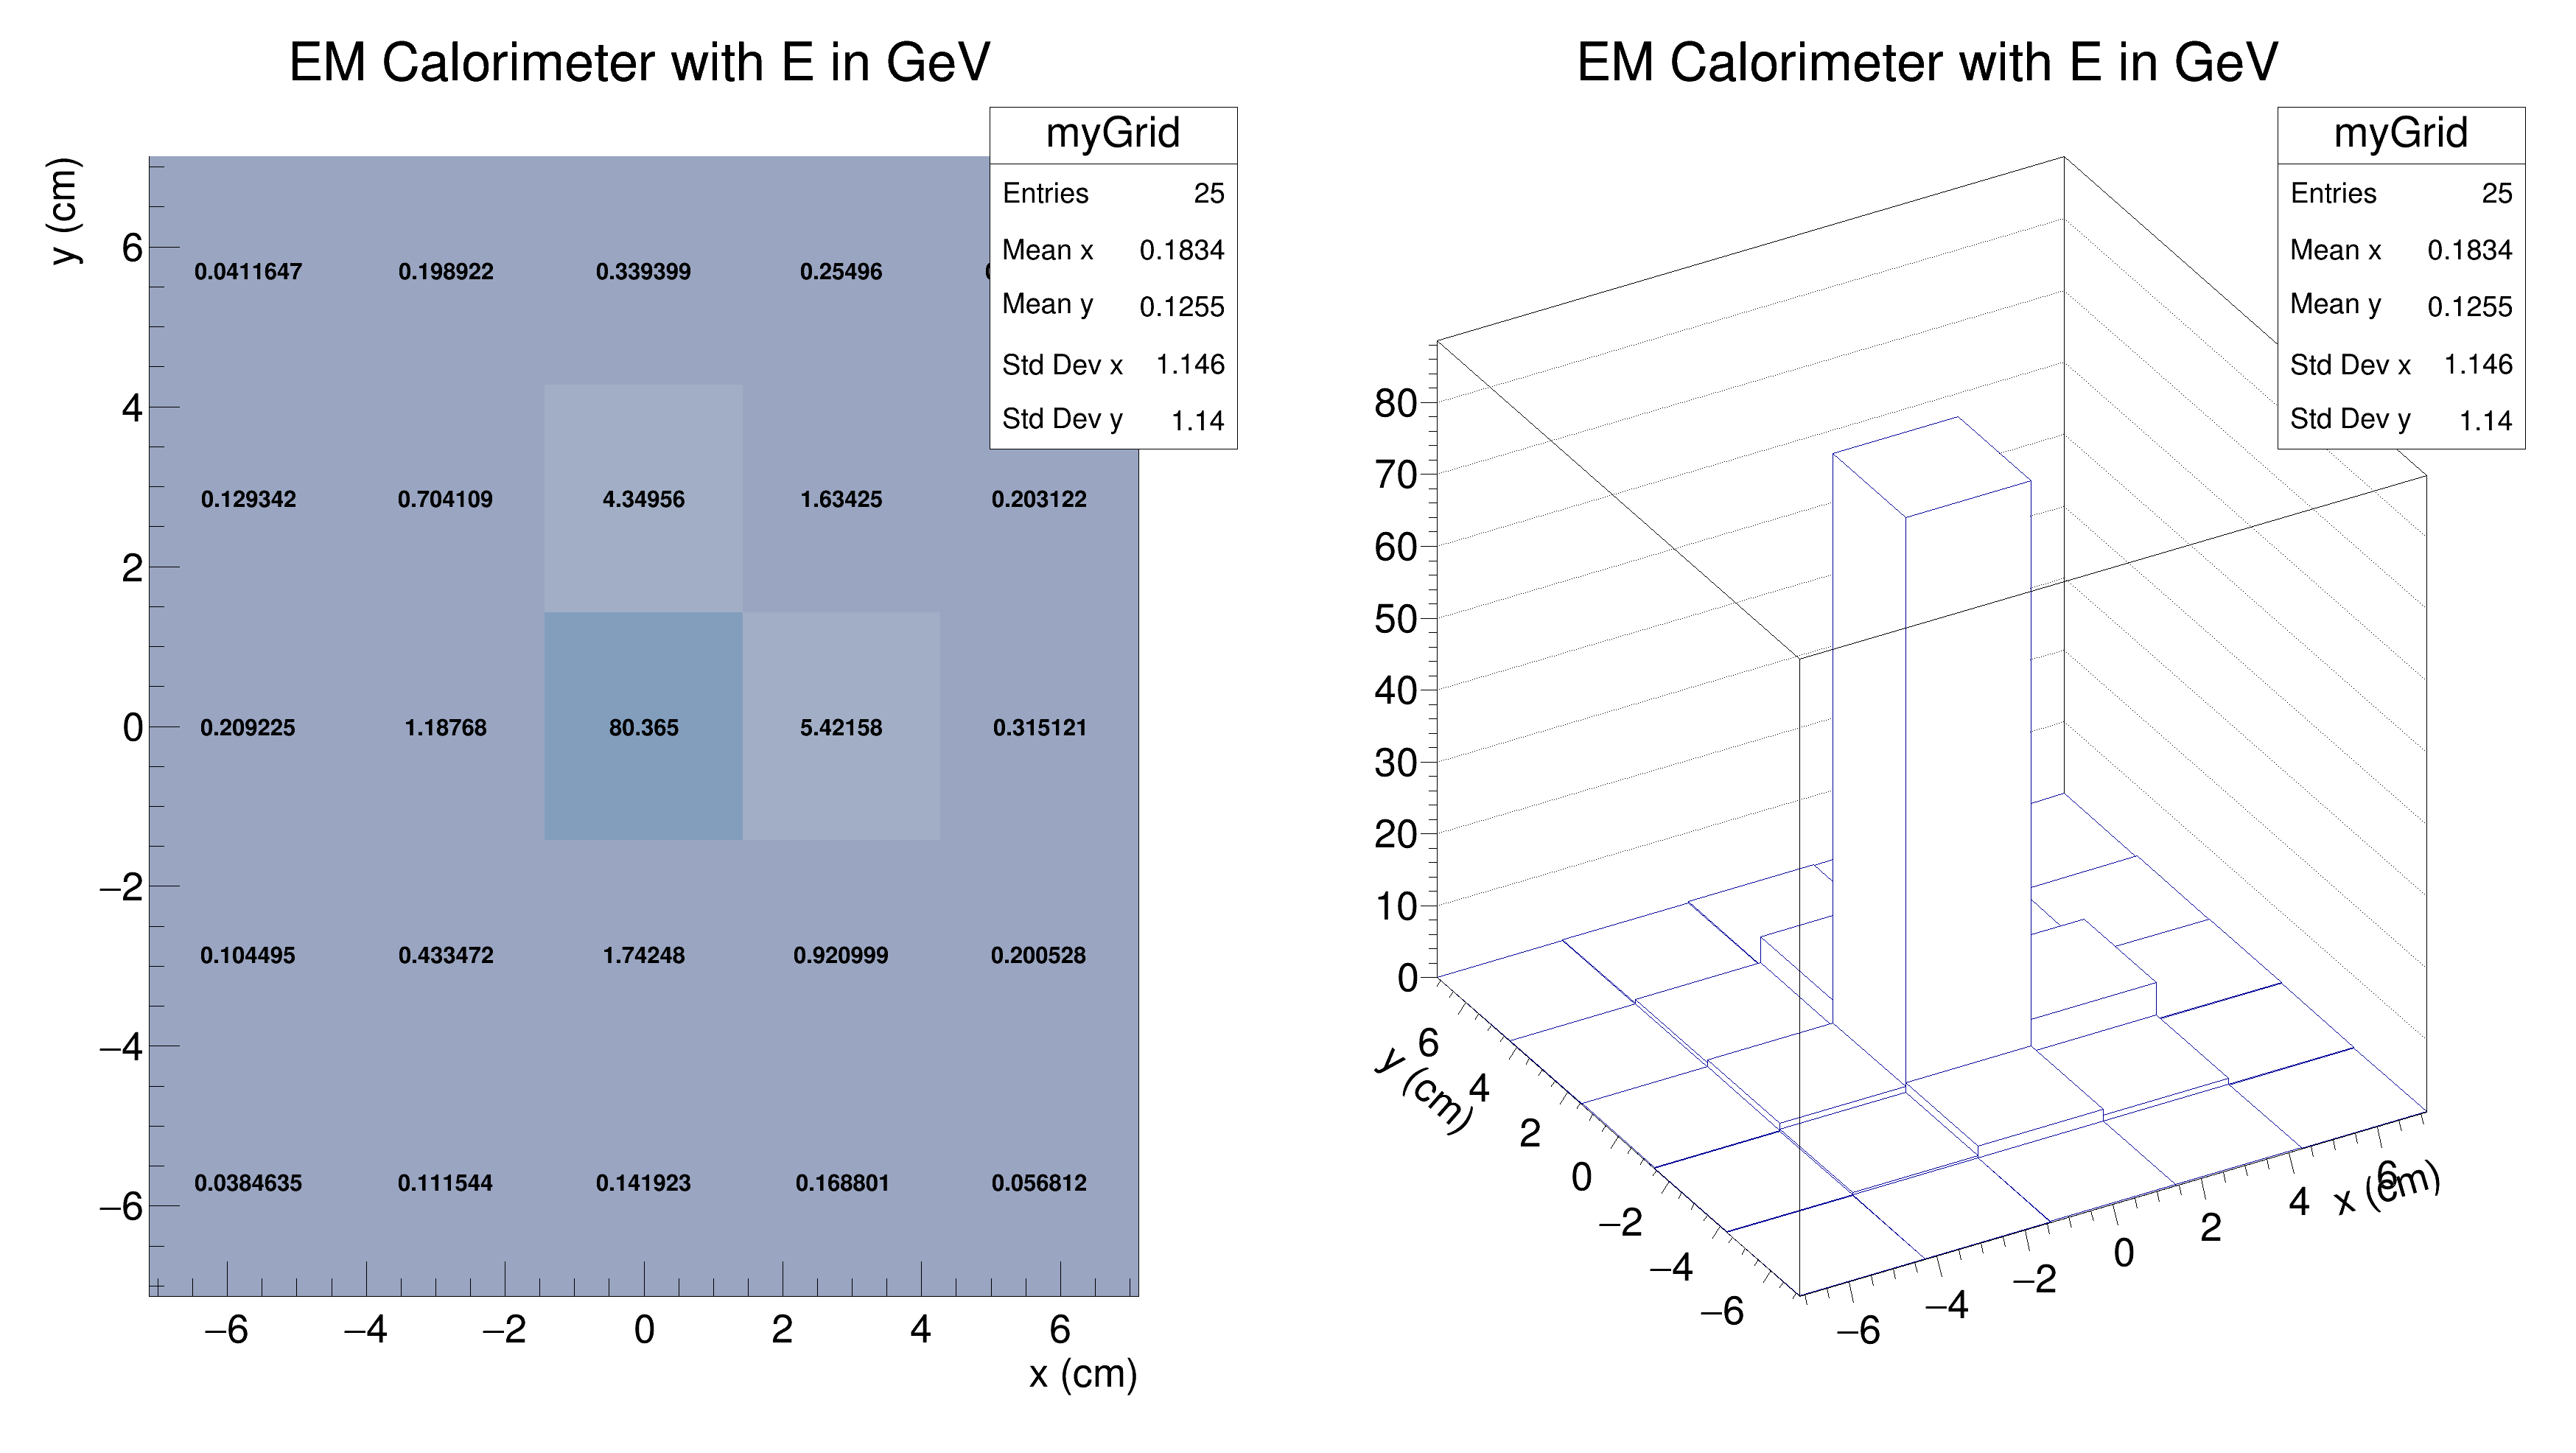 EM Calorimeter with E in GeV
myGrid
Entries 25
Mean x 0.1834
Mean y 0.1255
Std Dev x 1.146
Std Dev y 1.14
y (cm)
6
4
2
0
−2
−4
−6
0.0411647 0.198922 0.339399 0.25496
0.129342 0.704109 4.34956 1.63425 0.203122
0.209225 1.18768 80.365 5.42158 0.315121
0.104495 0.433472 1.74248 0.920999 0.200528
0.0384635 0.111544 0.141923 0.168801 0.056812
−6 −4 −2 0 2 4 6
x (cm)
EM Calorimeter with E in GeV
myGrid
Entries 25
Mean x 0.1834
Mean y 0.1255
Std Dev x 1.146
Std Dev y 1.14
80
70
60
50
40
30
20
10
0
6
4
2
0
−2
−4
−6
y (cm)
−6 −4 −2 0 2 4 6
x (cm)